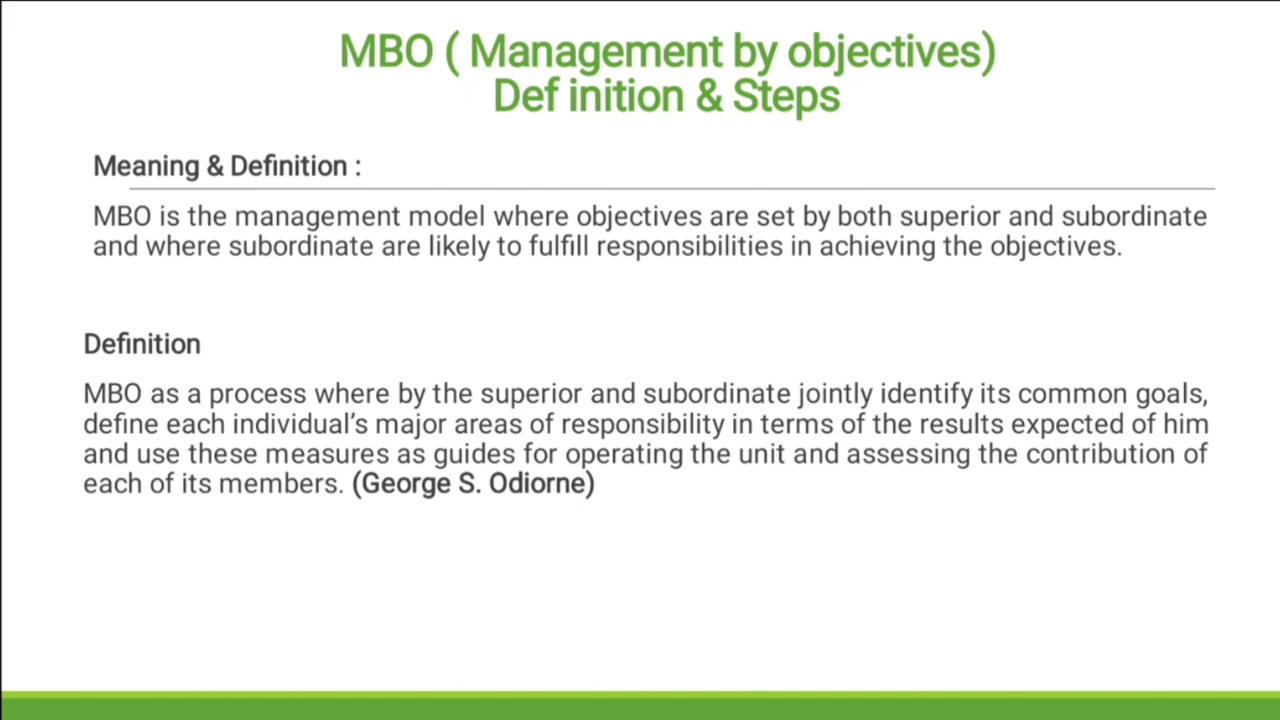 MBO ( Management by objectives)
Def inition & Steps
Meaning & Definition :
MBO is the management model where objectives are set by both superior and subordinate
and where subordinate are likely to fulfill responsibilities in achieving the objectives.
Definition
MBO as a process where by the superior and subordinate jointly identify its common goals,
define each individual’s major areas of responsibility in terms of the results expected of him
and use these measures as guides for operating the unit and assessing the contribution of
each of its members. (George S. Odiorne)